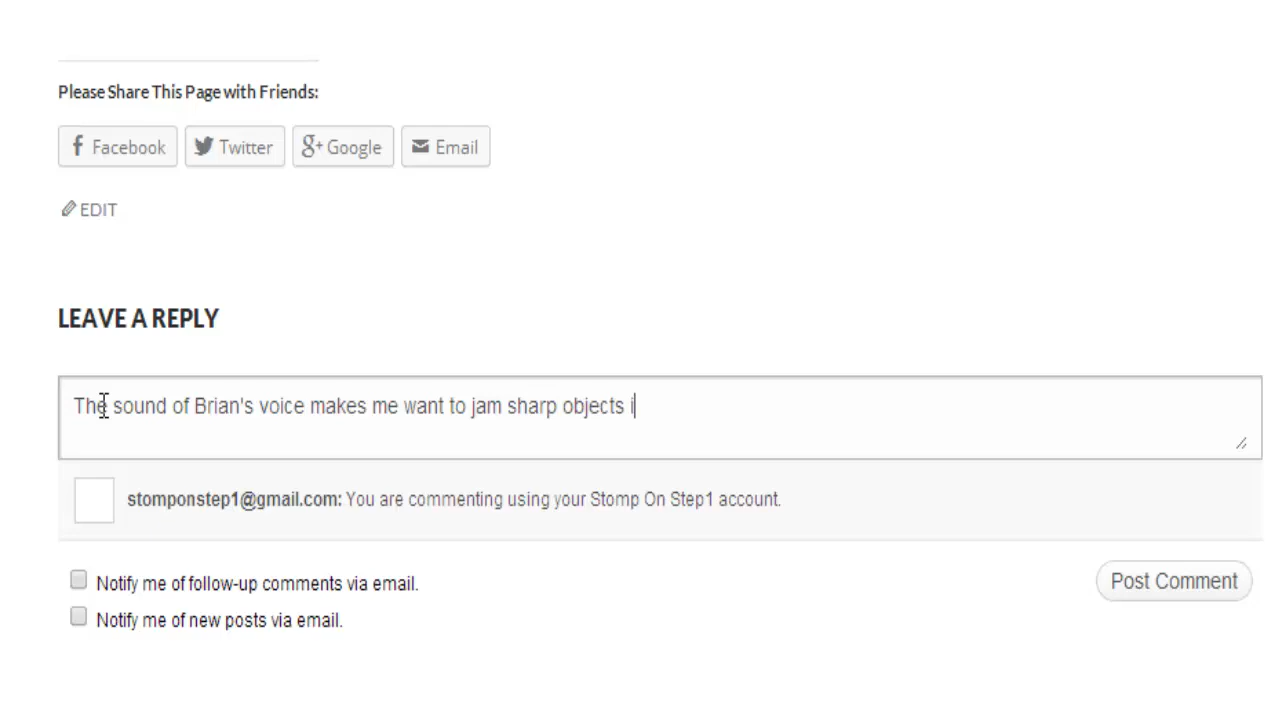 Please Share This Page with Friends:
Facebook Twitter Google Email
EDIT
LEAVE A REPLY
The sound of Brian's voice makes me want to jam sharp objects i
stomponstep1@gmail.com: You are commenting using your Stomp On Step1 account.
Notify me of follow-up comments via email.
Post Comment
Notify me of new posts via email.